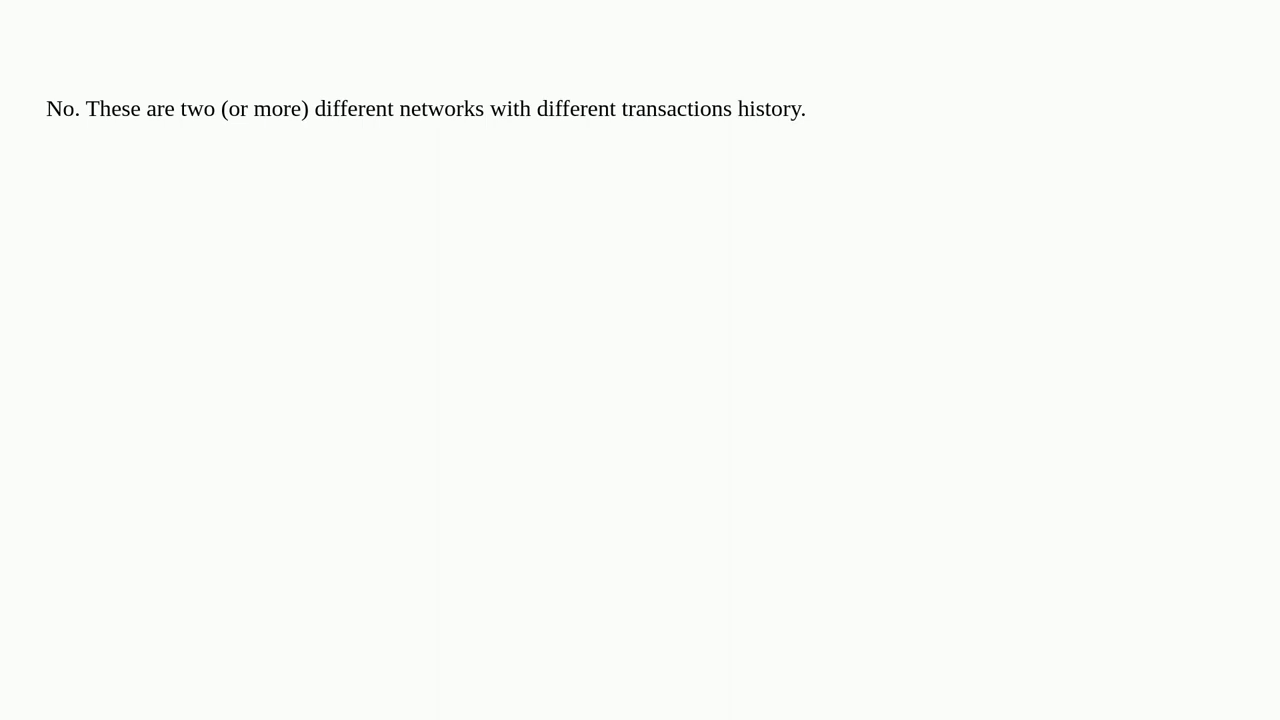 No. These are two (or more) different networks with different transactions history.